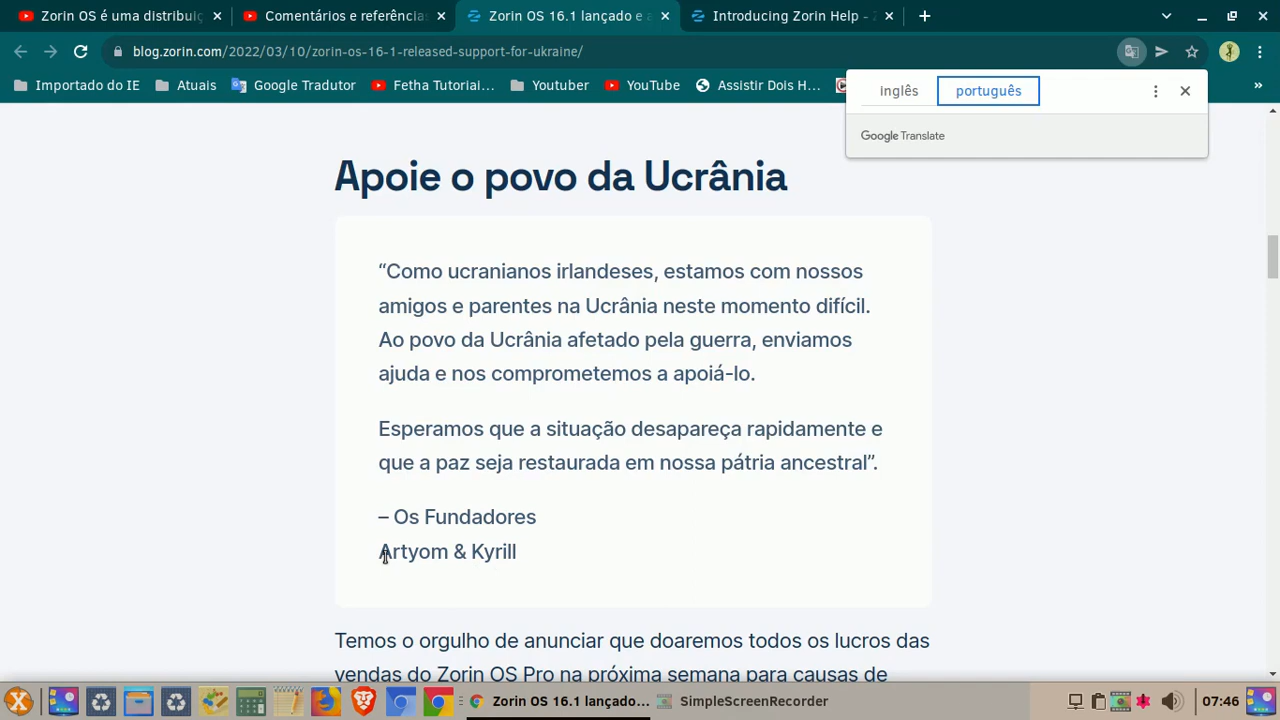 Zorin OS é uma distribuiç
Comentários e referências
Zorin OS 16.1 lançado e a
Introducing Zorin Help - Z
blog.zorin.com/2022/03/10/zorin-os-16-1-released-support-for-ukraine/
Importado do IE
Atuais
Google Tradutor
Fetha Tutoriai...
Youtuber
YouTube
Assistir Dois H...
»
inglês
português
Google Translate
Apoie o povo da Ucrânia
“Como ucranianos irlandeses, estamos com nossos
amigos e parentes na Ucrânia neste momento difícil.
Ao povo da Ucrânia afetado pela guerra, enviamos
ajuda e nos comprometemos a apoiá-lo.
Esperamos que a situação desapareça rapidamente e
que a paz seja restaurada em nossa pátria ancestral”.
– Os Fundadores
Artyom & Kyrill
Temos o orgulho de anunciar que doaremos todos os lucros das
vendas do Zorin OS Pro na próxima semana para causas de
Zorin OS 16.1 lançado...
SimpleScreenRecorder
07:46